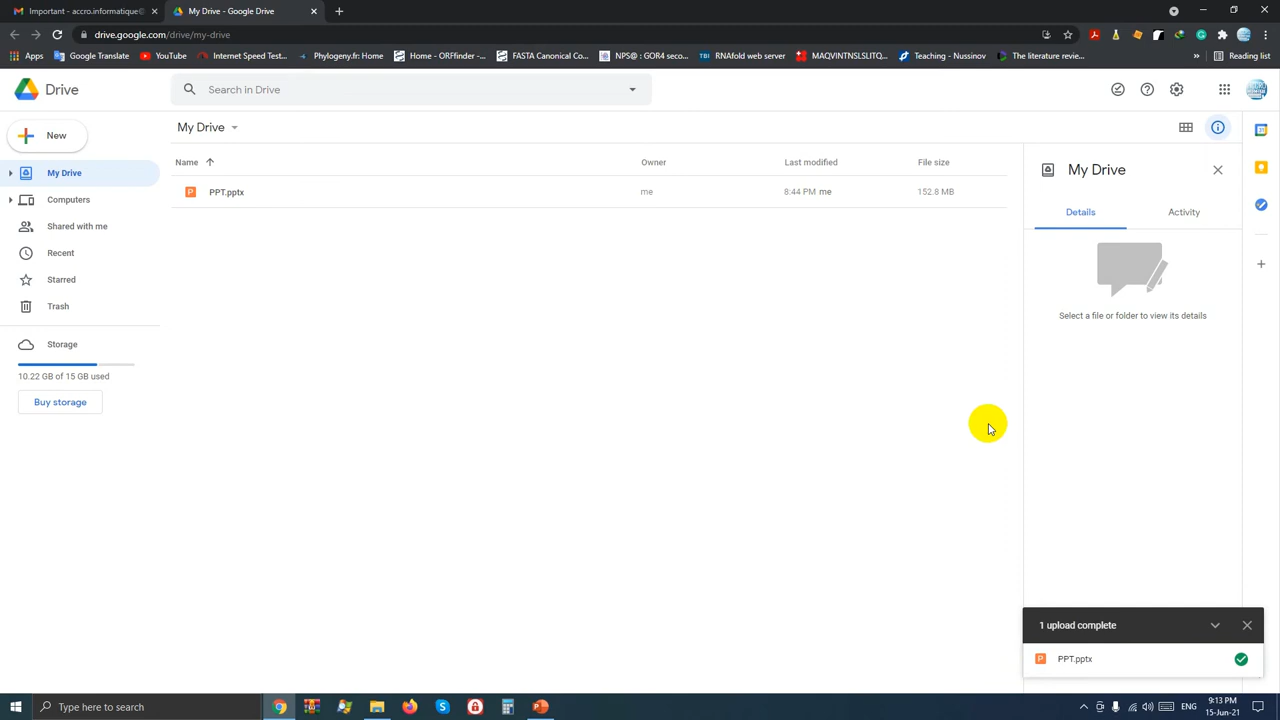 Important - accro.informatique@
My Drive - Google Drive
drive.google.com/drive/my-drive
Apps Google Translate YouTube Internet Speed Test... Phylogeny.fr: Home Home - ORFfinder -... FASTA Canonical Co... NPS@ : GOR4 seco... TBI RNAfold web server MAQVINTNSLSLITQ... Teaching - Nussinov The literature revie... » Reading list
Drive
Search in Drive
New
My Drive
Computers
Shared with me
Recent
Starred
Trash
Storage
10.22 GB of 15 GB used
Buy storage
My Drive
Name Owner Last modified File size
P PPT.pptx me 8:44 PM me 152.8 MB
My Drive
Details Activity
Select a file or folder to view its details
1 upload complete
P PPT.pptx
Type here to search
ENG
9:13 PM
15-Jun-21